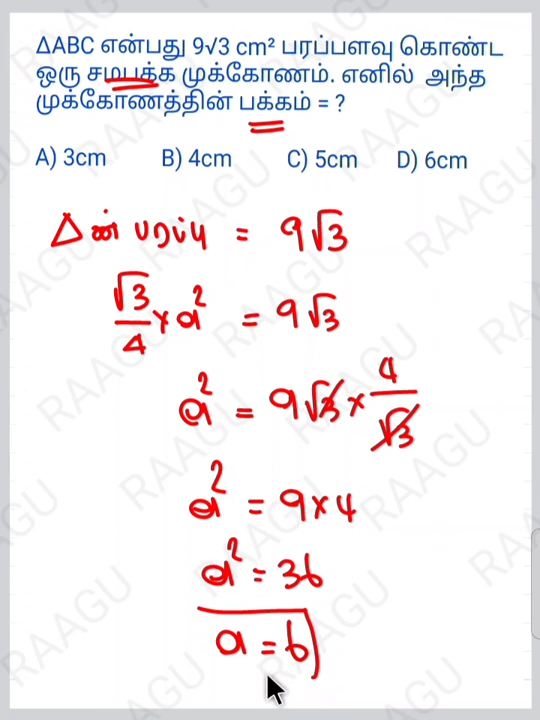 ΔABC என்பது 9√3 cm² பரப்பளவு கொண்ட
ஒரு சமபக்க முக்கோணம். எனில் அந்த
முக்கோணத்தின் பக்கம் = ?
A) 3cm B) 4cm C) 5cm D) 6cm
Δ ன் பரப்பு = 9√3
√3/4 × a² = 9√3
a² = 9√3 × 4/√3
a² = 9×4
a² = 36
a = 6
RAAGU